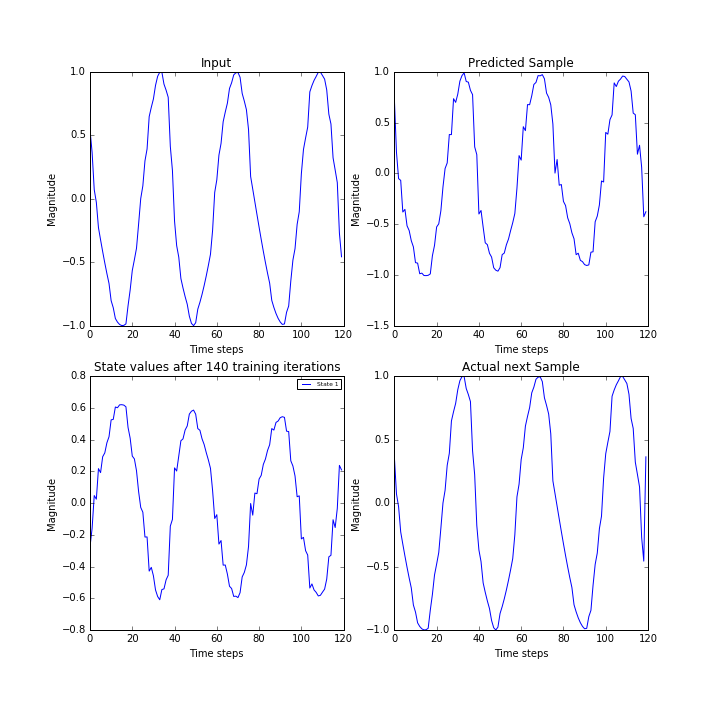 Input
1.0
0.5
0.0
−0.5
−1.0
Magnitude
0 20 40 60 80 100 120
Time steps
Predicted Sample
1.0
0.5
0.0
−0.5
−1.0
−1.5
Magnitude
0 20 40 60 80 100 120
Time steps
State values after 140 training iterations
State 1
0.8
0.6
0.4
0.2
0.0
−0.2
−0.4
−0.6
−0.8
Magnitude
0 20 40 60 80 100 120
Time steps
Actual next Sample
1.0
0.5
0.0
−0.5
−1.0
Magnitude
0 20 40 60 80 100 120
Time steps